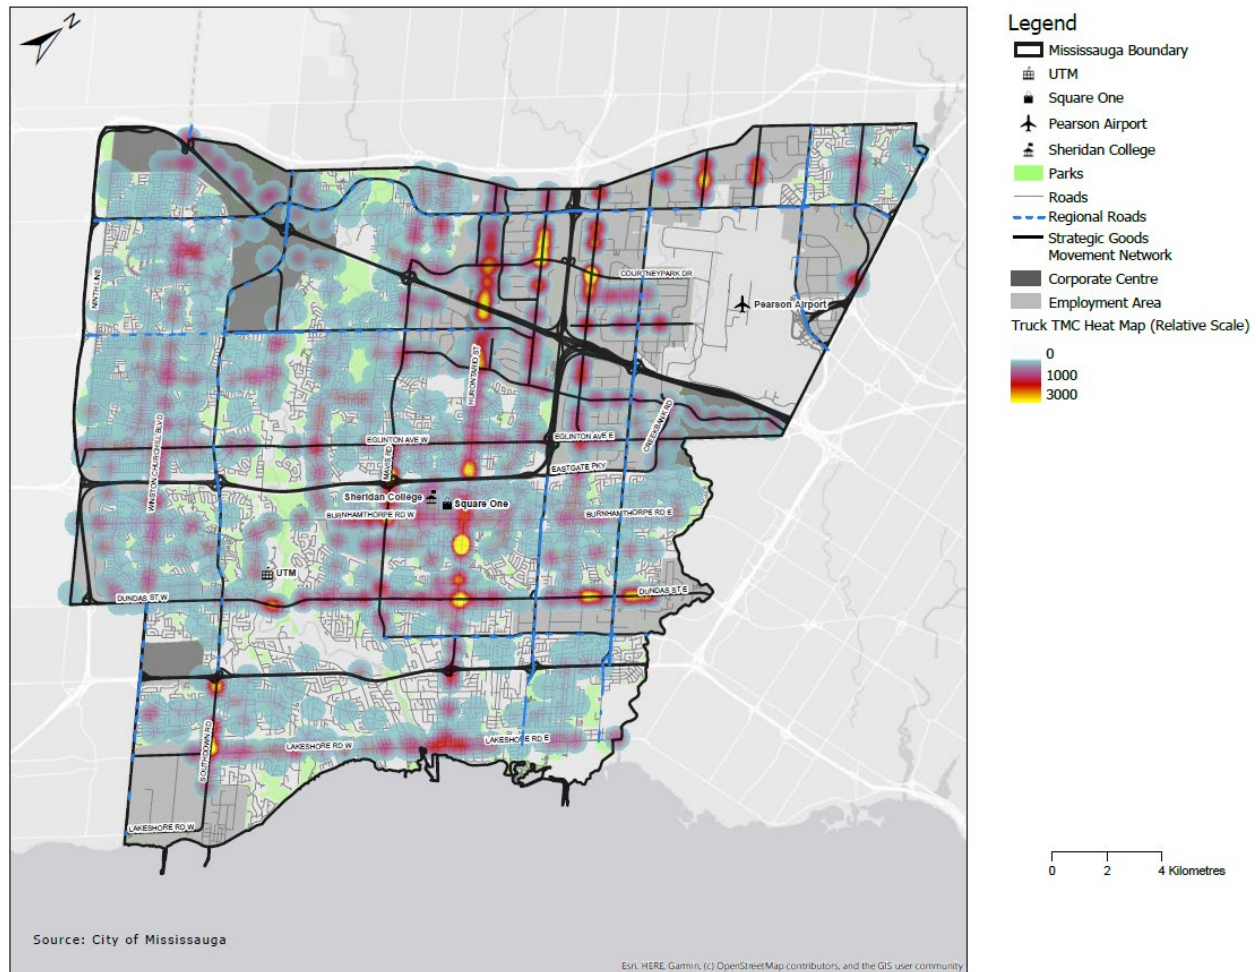 N
Legend
Mississauga Boundary
UTM
Square One
Pearson Airport
Sheridan College
Parks
Roads
Regional Roads
Strategic Goods
Movement Network
Corporate Centre
Employment Area
Truck TMC Heat Map (Relative Scale)
0
1000
3000
COURTNEYPARK DR
NINTH LINE
Pearson Airport
HURONTARIO ST
WINSTON CHURCHILL BLVD
MAVIS RD
CREEKBANK RD
EGLINTON AVE W
EGLINTON AVE E
EASTGATE PKY
Sheridan College
Square One
BURNHAMTHORPE RD W
BURNHAMTHORPE RD E
UTM
DUNDAS ST W
DUNDAS ST E
SOUTHDOWN RD
LAKESHORE RD W
LAKESHORE RD E
LAKESHORE RD W
0 2 4 Kilometres
Source: City of Mississauga
Esri, HERE, Garmin, (c) OpenStreetMap contributors, and the GIS user community